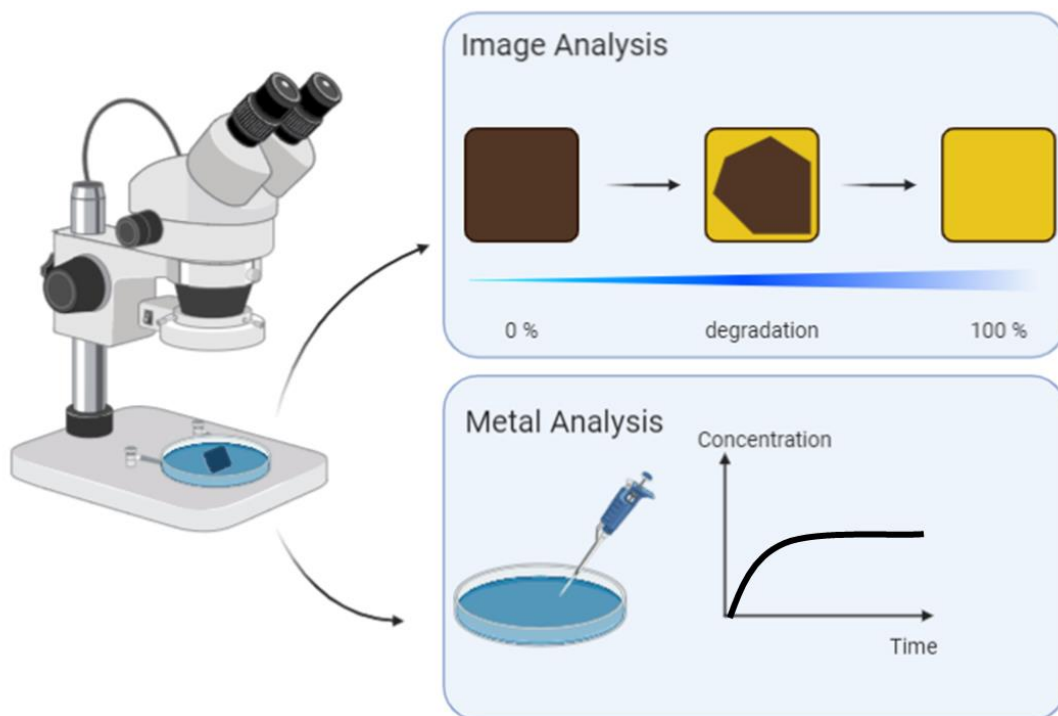 Image Analysis
0 %
degradation
100 %
Metal Analysis
Concentration
Time